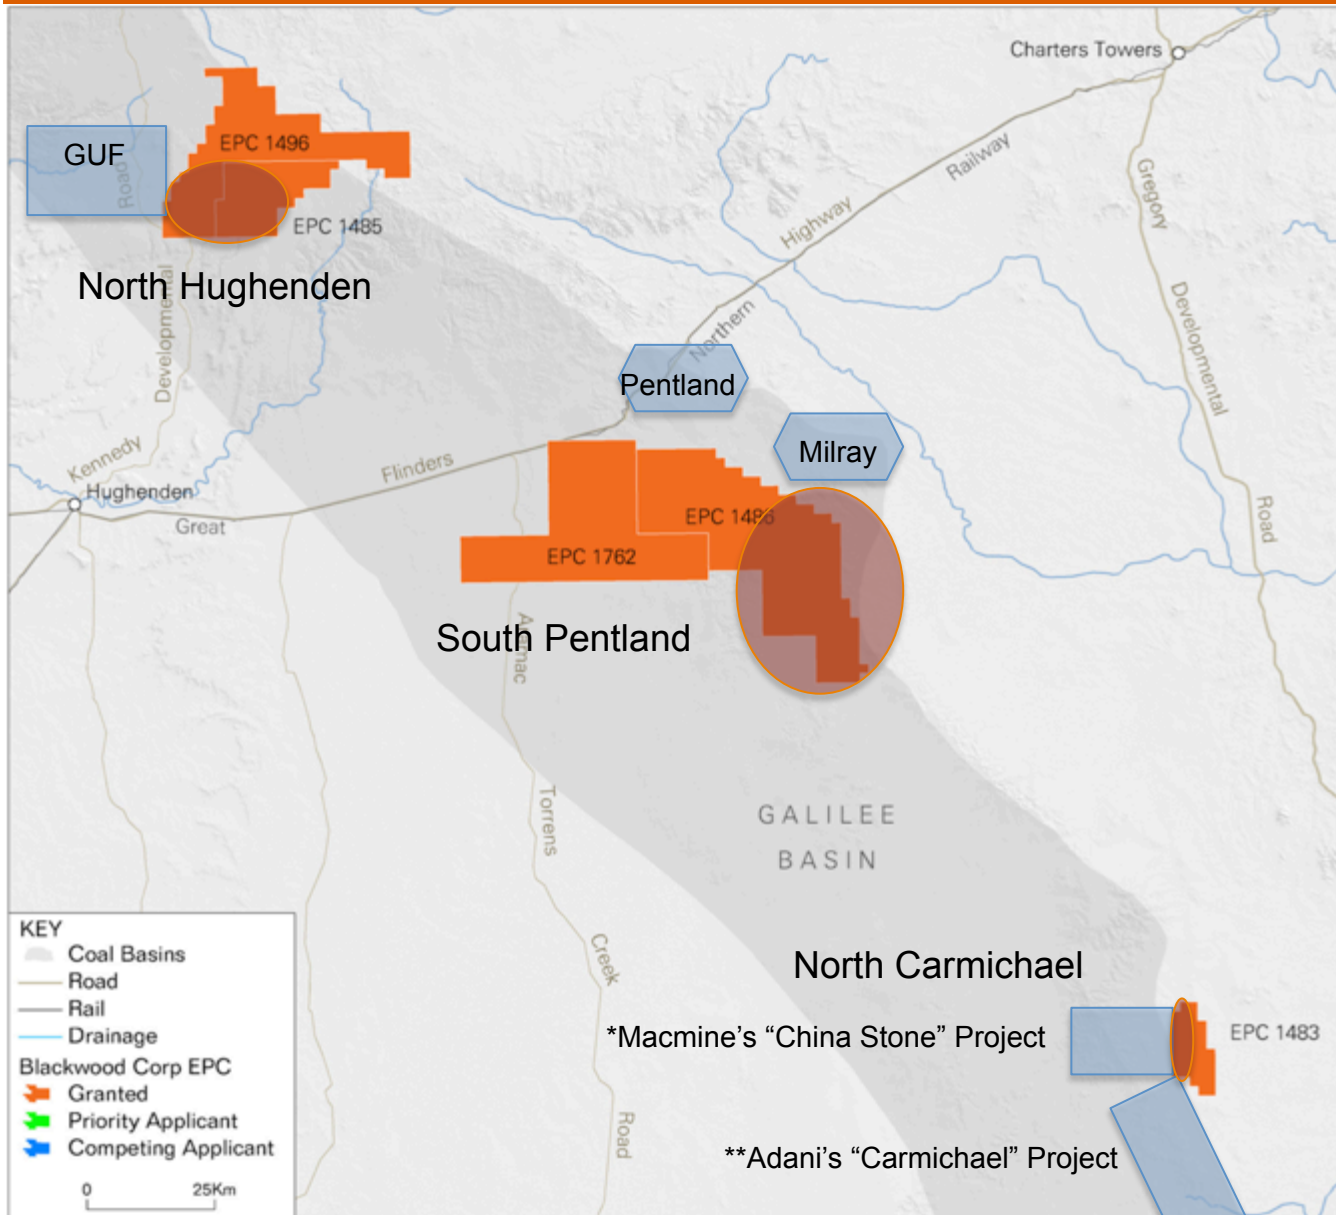 Charters Towers
GUF
Road
EPC 1496
EPC 1485
North Hughenden
Developmental
Railway
Highway
Northern
Gregory
Developmental
Road
Pentland
Milray
Kennedy
Hughenden
Flinders
Great
EPC 1486
EPC 1762
South Pentland
Aramac
Torrens
Creek
Road
GALILEE
BASIN
North Carmichael
*Macmine’s “China Stone” Project
EPC 1483
**Adani’s “Carmichael” Project
KEY
Coal Basins
Road
Rail
Drainage
Blackwood Corp EPC
Granted
Priority Applicant
Competing Applicant
0 25Km